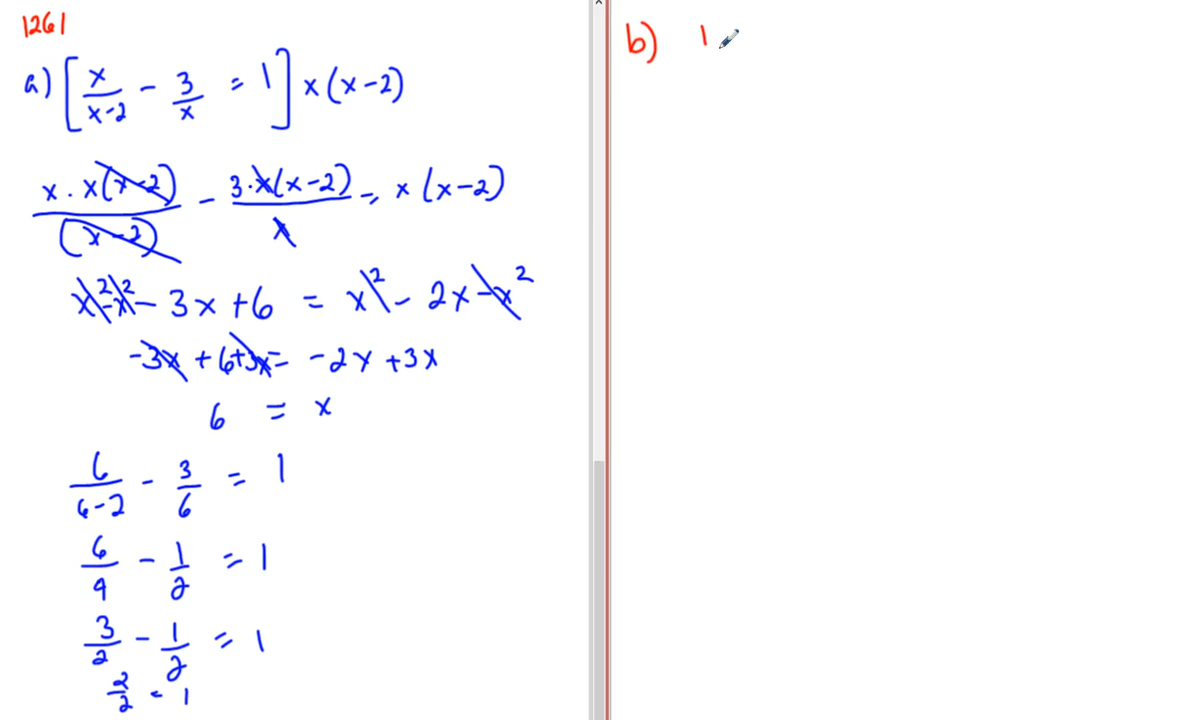 1261
a) [x/(x-2) - 3/x = 1] x(x-2)
x · x(x-2)/(x-2) - 3·x(x-2)/x = x(x-2)
x² - x² - 3x + 6 = x² - 2x - x²
-3x + 6 + 3x = -2x + 3x
6 = x
6/(6-2) - 3/6 = 1
6/4 - 1/2 = 1
3/2 - 1/2 = 1
2/2 = 1
b) 1